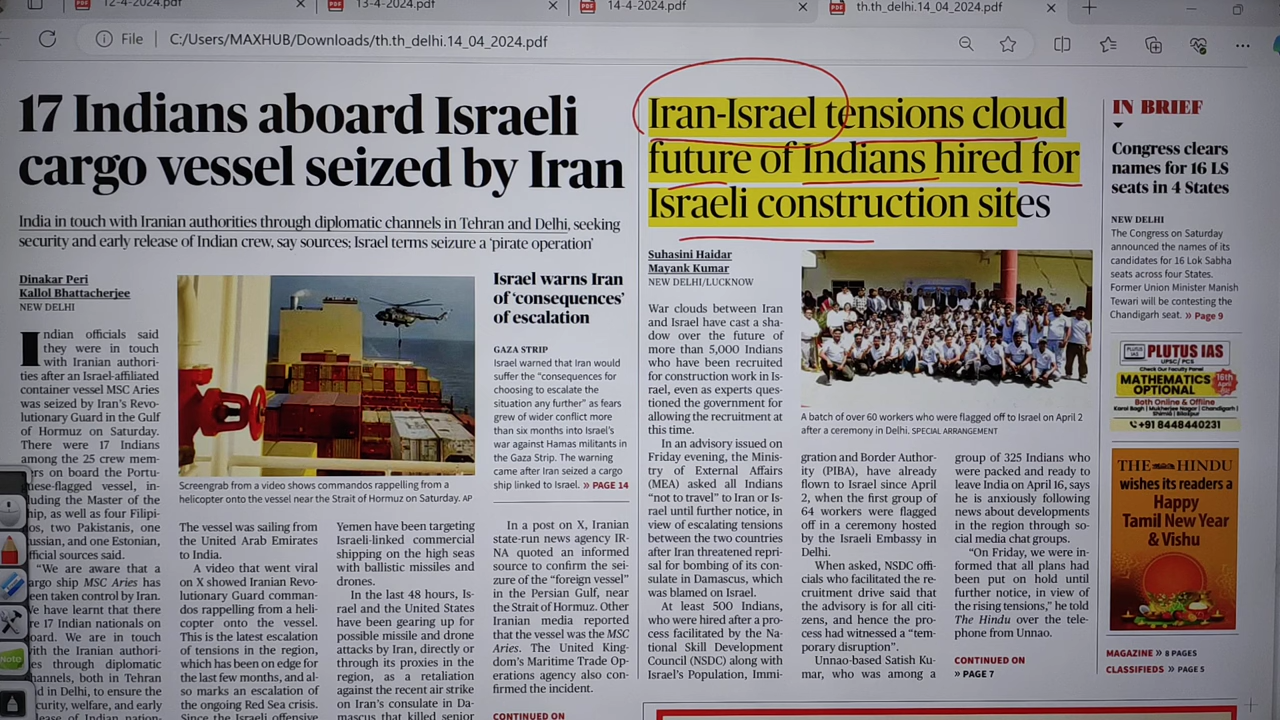 12-4-2024.pdf
13-4-2024.pdf
14-4-2024.pdf
th.th_delhi.14_04_2024.pdf
File
C:/Users/MAXHUB/Downloads/th.th_delhi.14_04_2024.pdf
17 Indians aboard Israeli
cargo vessel seized by Iran
India in touch with Iranian authorities through diplomatic channels in Tehran and Delhi, seeking
security and early release of Indian crew, say sources; Israel terms seizure a ‘pirate operation’
Dinakar Peri
Kallol Bhattacherjee
NEW DELHI
Indian officials said
they were in touch
with Iranian authori-
ties after an Israel-affiliated
container vessel MSC Aries
was seized by Iran's Revo-
lutionary Guard in the Gulf
of Hormuz on Saturday.
There were 17 Indians
among the 25 crew mem-
ers on board the Portu-
uese-flagged vessel, in-
luding the Master of the
hip, as well as four Filipi-
os, two Pakistanis, one
ussian, and one Estonian,
fficial sources said.
“We are aware that a
argo ship MSC Aries has
een taken control by Iran.
We have learnt that there
re 17 Indian nationals on
oard. We are in touch
ith the Iranian authori-
es through diplomatic
hannels, both in Tehran
nd in Delhi, to ensure the
curity, welfare, and early
lease of Indian nation-
Screengrab from a video shows commandos rappelling from a
helicopter onto the vessel near the Strait of Hormuz on Saturday. AP
The vessel was sailing from
the United Arab Emirates
to India.
A video that went viral
on X showed Iranian Revo-
lutionary Guard comman-
dos rappelling from a heli-
copter onto the vessel.
This is the latest escalation
of tensions in the region,
which has been on edge for
the last few months, and al-
so marks an escalation of
the ongoing Red Sea crisis.
Since the Israeli offensive
Yemen have been targeting
Israeli-linked commercial
shipping on the high seas
with ballistic missiles and
drones.
In the last 48 hours, Is-
rael and the United States
have been gearing up for
possible missile and drone
attacks by Iran, directly or
through its proxies in the
region, as a retaliation
against the recent air strike
on Iran's consulate in Da-
mascus that killed senior
Israel warns Iran
of ‘consequences’
of escalation
GAZA STRIP
Israel warned that Iran would
suffer the “consequences for
choosing to escalate the
situation any further” as fears
grew of wider conflict more
than six months into Israel's
war against Hamas militants in
the Gaza Strip. The warning
came after Iran seized a cargo
ship linked to Israel. » PAGE 14
In a post on X, Iranian
state-run news agency IR-
NA quoted an informed
source to confirm the sei-
zure of the “foreign vessel”
in the Persian Gulf, near
the Strait of Hormuz. Other
Iranian media reported
that the vessel was the MSC
Aries. The United King-
dom's Maritime Trade Op-
erations agency also con-
firmed the incident.
CONTINUED ON
Iran-Israel tensions cloud
future of Indians hired for
Israeli construction sites
Suhasini Haidar
Mayank Kumar
NEW DELHI/LUCKNOW
War clouds between Iran
and Israel have cast a sha-
dow over the future of
more than 5,000 Indians
who have been recruited
for construction work in Is-
rael, even as experts ques-
tioned the government for
allowing the recruitment at
this time.
In an advisory issued on
Friday evening, the Minis-
try of External Affairs
(MEA) asked all Indians
“not to travel” to Iran or Is-
rael until further notice, in
view of escalating tensions
between the two countries
after Iran threatened repri-
sal for bombing of its con-
sulate in Damascus, which
was blamed on Israel.
At least 500 Indians,
who were hired after a pro-
cess facilitated by the Na-
tional Skill Development
Council (NSDC) along with
Israel's Population, Immi-
A batch of over 60 workers who were flagged off to Israel on April 2
after a ceremony in Delhi. SPECIAL ARRANGEMENT
gration and Border Author-
ity (PIBA), have already
flown to Israel since April
2, when the first group of
64 workers were flagged
off in a ceremony hosted
by the Israeli Embassy in
Delhi.
When asked, NSDC offi-
cials who facilitated the re-
cruitment drive said that
the advisory is for all citi-
zens, and hence the pro-
cess had witnessed a “tem-
porary disruption”.
Unnao-based Satish Ku-
mar, who was among a
group of 325 Indians who
were packed and ready to
leave India on April 16, says
he is anxiously following
news about developments
in the region through so-
cial media chat groups.
“On Friday, we were in-
formed that all plans had
been put on hold until
further notice, in view of
the rising tensions,” he told
The Hindu over the tele-
phone from Unnao.
CONTINUED ON
» PAGE 7
IN BRIEF
Congress clears
names for 16 LS
seats in 4 States
NEW DELHI
The Congress on Saturday
announced the names of its
candidates for 16 Lok Sabha
seats across four States.
Former Union Minister Manish
Tewari will be contesting the
Chandigarh seat. » Page 9
PLUTUS IAS
UPSC/ PCS
Check Our Faculty Panel
MATHEMATICS
OPTIONAL
16th April
Both Online & Offline
Karol Bagh | Mukherjee Nagar | Chandigarh |
Shimla | Bilaspur
+91 8448440231
THE HINDU
wishes its readers a
Happy
Tamil New Year
& Vishu
MAGAZINE » 8 PAGES
CLASSIFIEDS » PAGE 5
Note